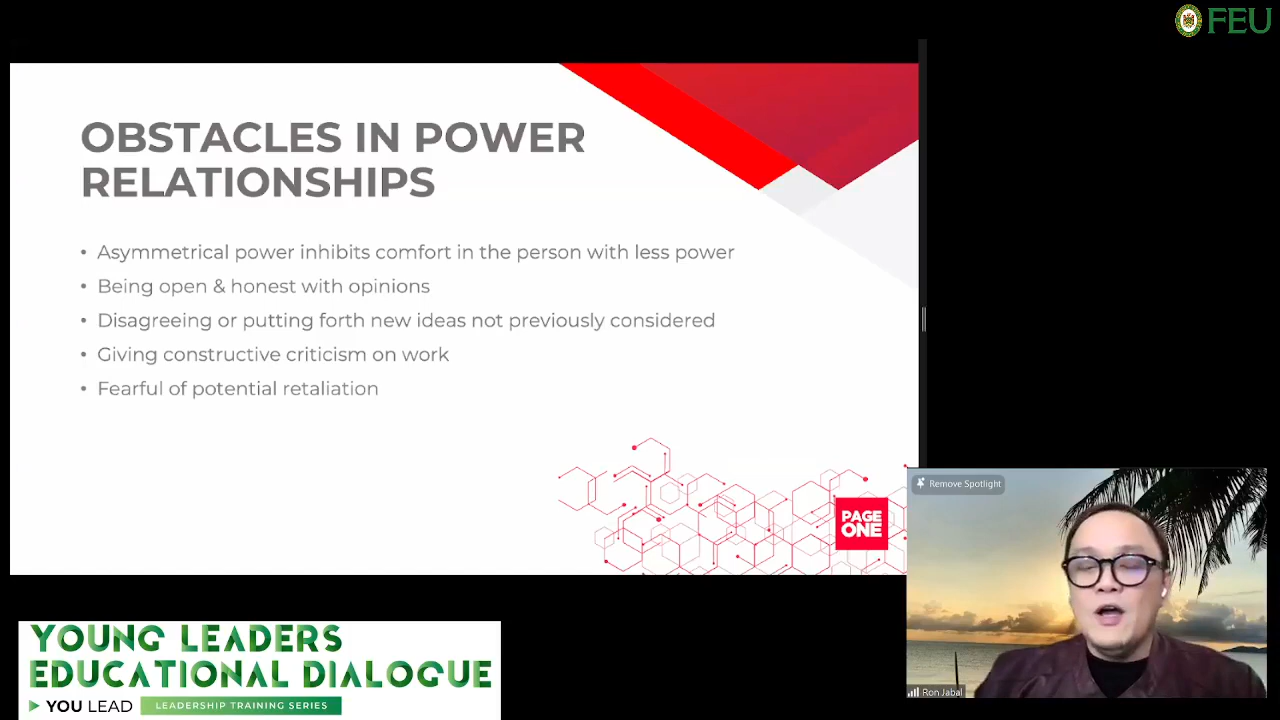 FEU
OBSTACLES IN POWER
RELATIONSHIPS
• Asymmetrical power inhibits comfort in the person with less power
• Being open & honest with opinions
• Disagreeing or putting forth new ideas not previously considered
• Giving constructive criticism on work
• Fearful of potential retaliation
PAGE
ONE
Remove Spotlight
Ron Jabal
YOUNG LEADERS
EDUCATIONAL DIALOGUE
YOU LEAD LEADERSHIP TRAINING SERIES